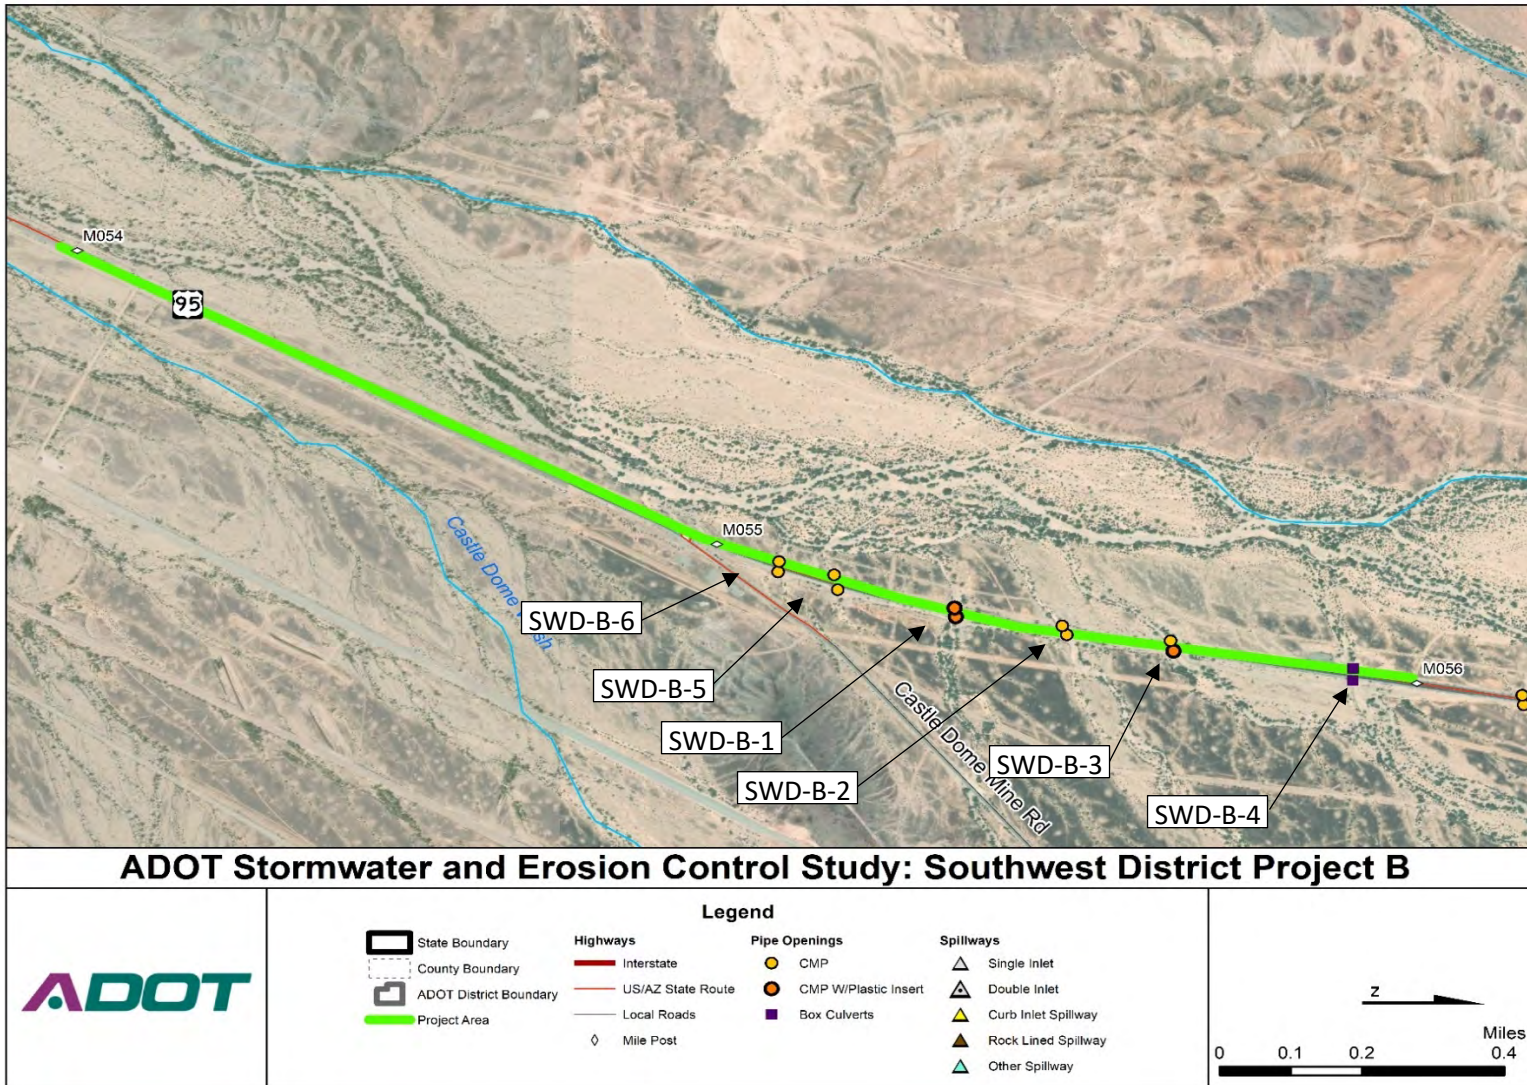 M054
95
M055
Castle Dome
sh
SWD-B-6
SWD-B-5
SWD-B-1
SWD-B-2
SWD-B-3
SWD-B-4
M056
Castle Dome Mine Rd
ADOT Stormwater and Erosion Control Study: Southwest District Project B
ADOT
Legend
State Boundary
County Boundary
ADOT District Boundary
Project Area
Highways
Interstate
US/AZ State Route
Local Roads
Mile Post
Pipe Openings
CMP
CMP W/Plastic Insert
Box Culverts
Spillways
Single Inlet
Double Inlet
Curb Inlet Spillway
Rock Lined Spillway
Other Spillway
N
Miles
0 0.1 0.2 0.4